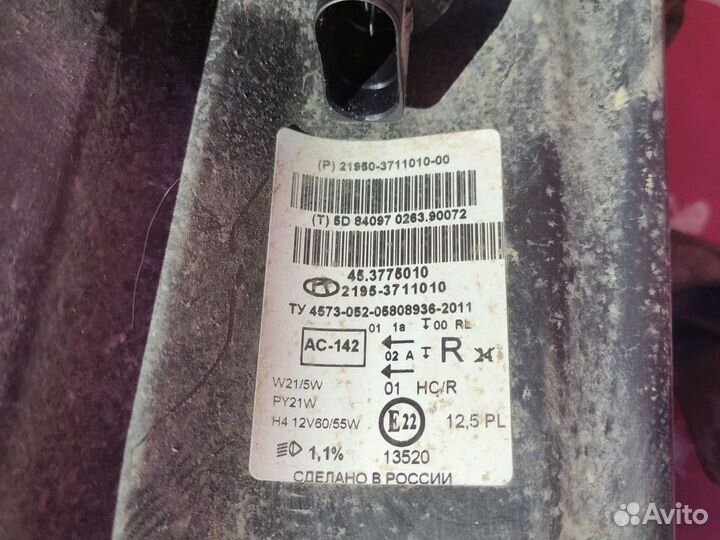 (P) 21950-3711010-00
(T) 5D 84097 0263.90072
45.3775010
2195-3711010
ТУ 4573-052-05808936-2011
01 1a 00 RL
AC-142
02 A R
W21/5W
01 HC/R
PY21W
H4 12V60/55W
E22
12,5 PL
1,1%
13520
СДЕЛАНО В РОССИИ
Avito